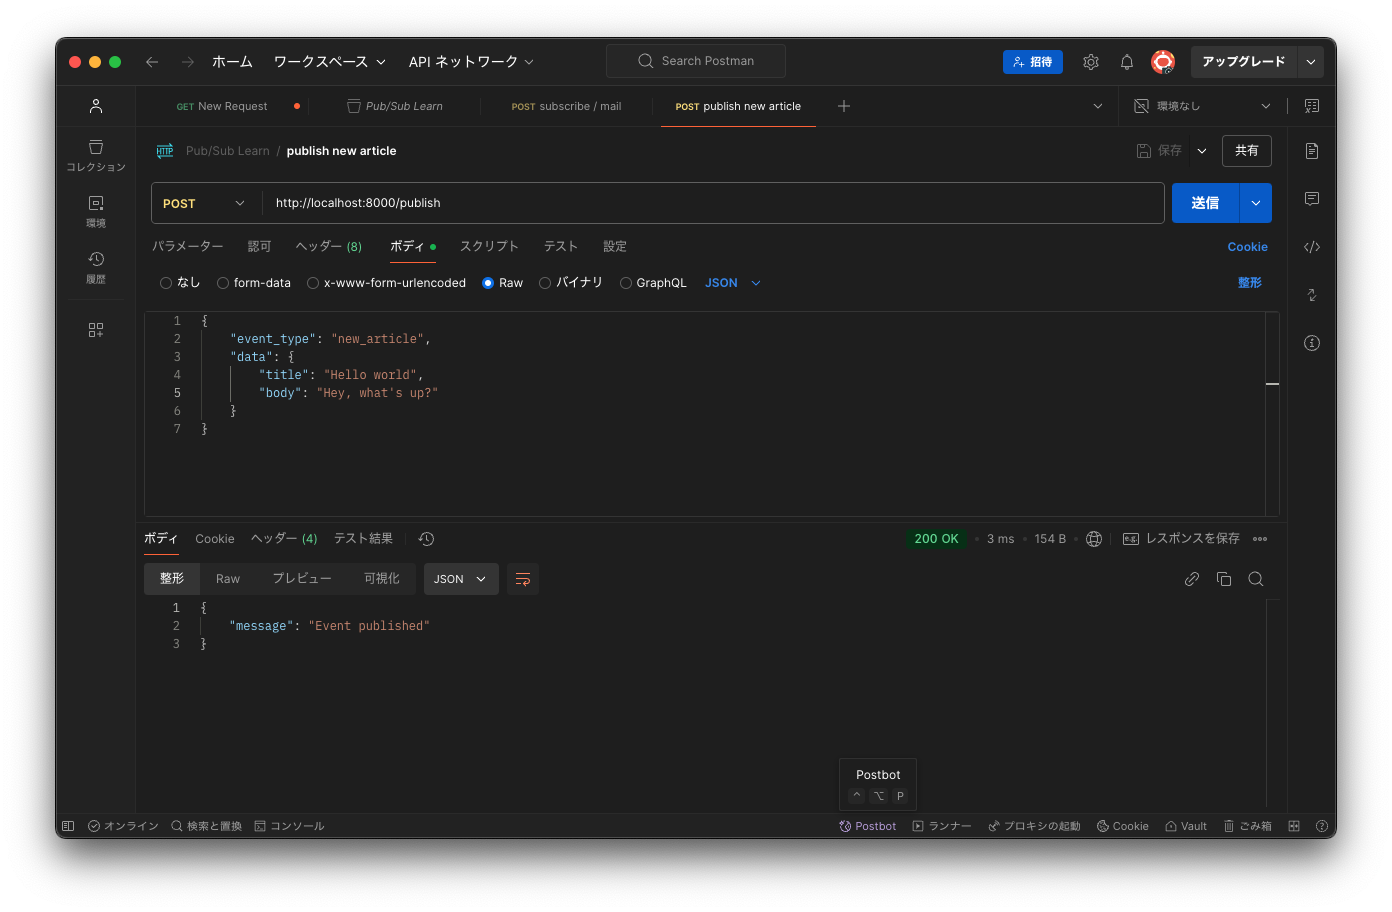 ホーム ワークスペース API ネットワーク Search Postman 招待 アップグレード
GET New Request Pub/Sub Learn POST subscribe / mail POST publish new article 環境なし
HTTP Pub/Sub Learn / publish new article 保存 共有
コレクション
環境
履歴
POST http://localhost:8000/publish 送信
パラメーター 認可 ヘッダー (8) ボディ スクリプト テスト 設定 Cookie
なし form-data x-www-form-urlencoded Raw バイナリ GraphQL JSON 整形
1 {
2 "event_type": "new_article",
3 "data": {
4 "title": "Hello world",
5 "body": "Hey, what's up?"
6 }
7 }
ボディ Cookie ヘッダー (4) テスト結果 200 OK 3 ms 154 B e.g. レスポンスを保存
整形 Raw プレビュー 可視化 JSON
1 {
2 "message": "Event published"
3 }
Postbot
⌃ ⌥ P
オンライン 検索と置換 コンソール Postbot ランナー プロキシの起動 Cookie Vault ごみ箱